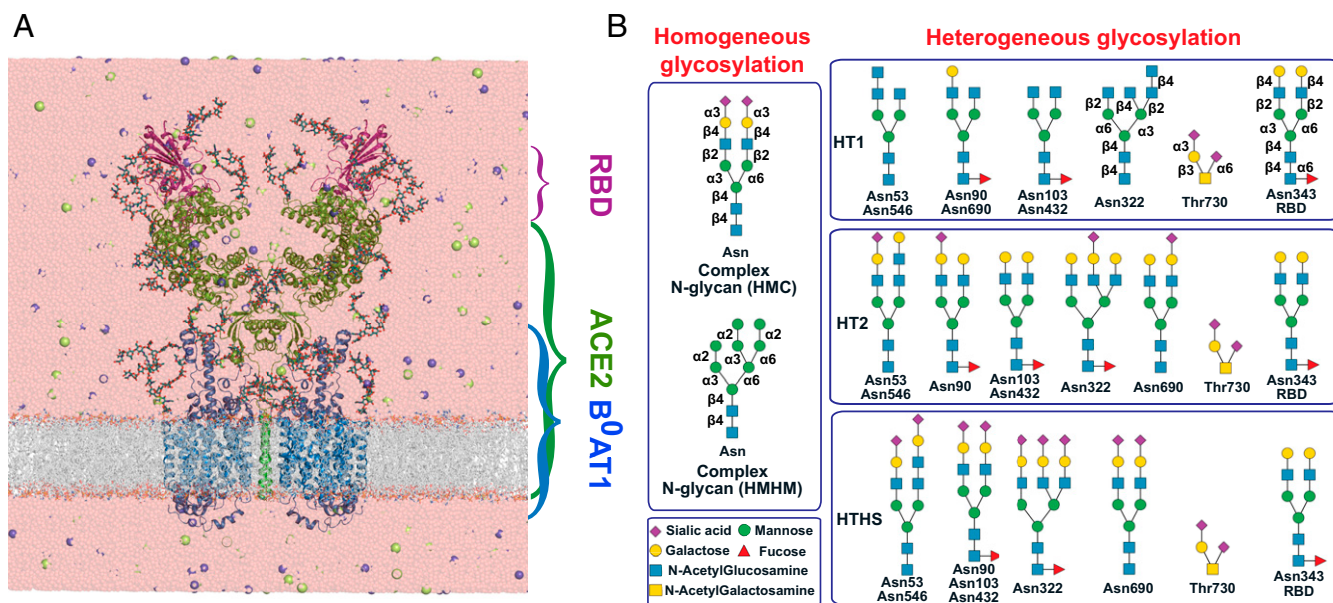 A
RBD
ACE2
B⁰AT1
B
Homogeneous
glycosylation
α3 α3
β4 β4
β2 β2
α3 α6
β4
β4
Asn
Complex
N-glycan (HMC)
α2 α2
α2 α3 α6
α3 α6
β4
β4
Asn
Complex
N-glycan (HMHM)
Sialic acid Mannose
Galactose Fucose
N-AcetylGlucosamine
N-AcetylGalactosamine
Heterogeneous glycosylation
HT1
β4
β2 β4 β2
α6 α3
β4
β4
α3
β3 α6
β4 β4
β2 β2
α3 α6
β4
β4 α6
Asn53
Asn546
Asn90
Asn690
Asn103
Asn432
Asn322
Thr730
Asn343
RBD
HT2
Asn53
Asn546
Asn90
Asn103
Asn432
Asn322
Asn690
Thr730
Asn343
RBD
HTHS
Asn53
Asn546
Asn90
Asn103
Asn432
Asn322
Asn690
Thr730
Asn343
RBD